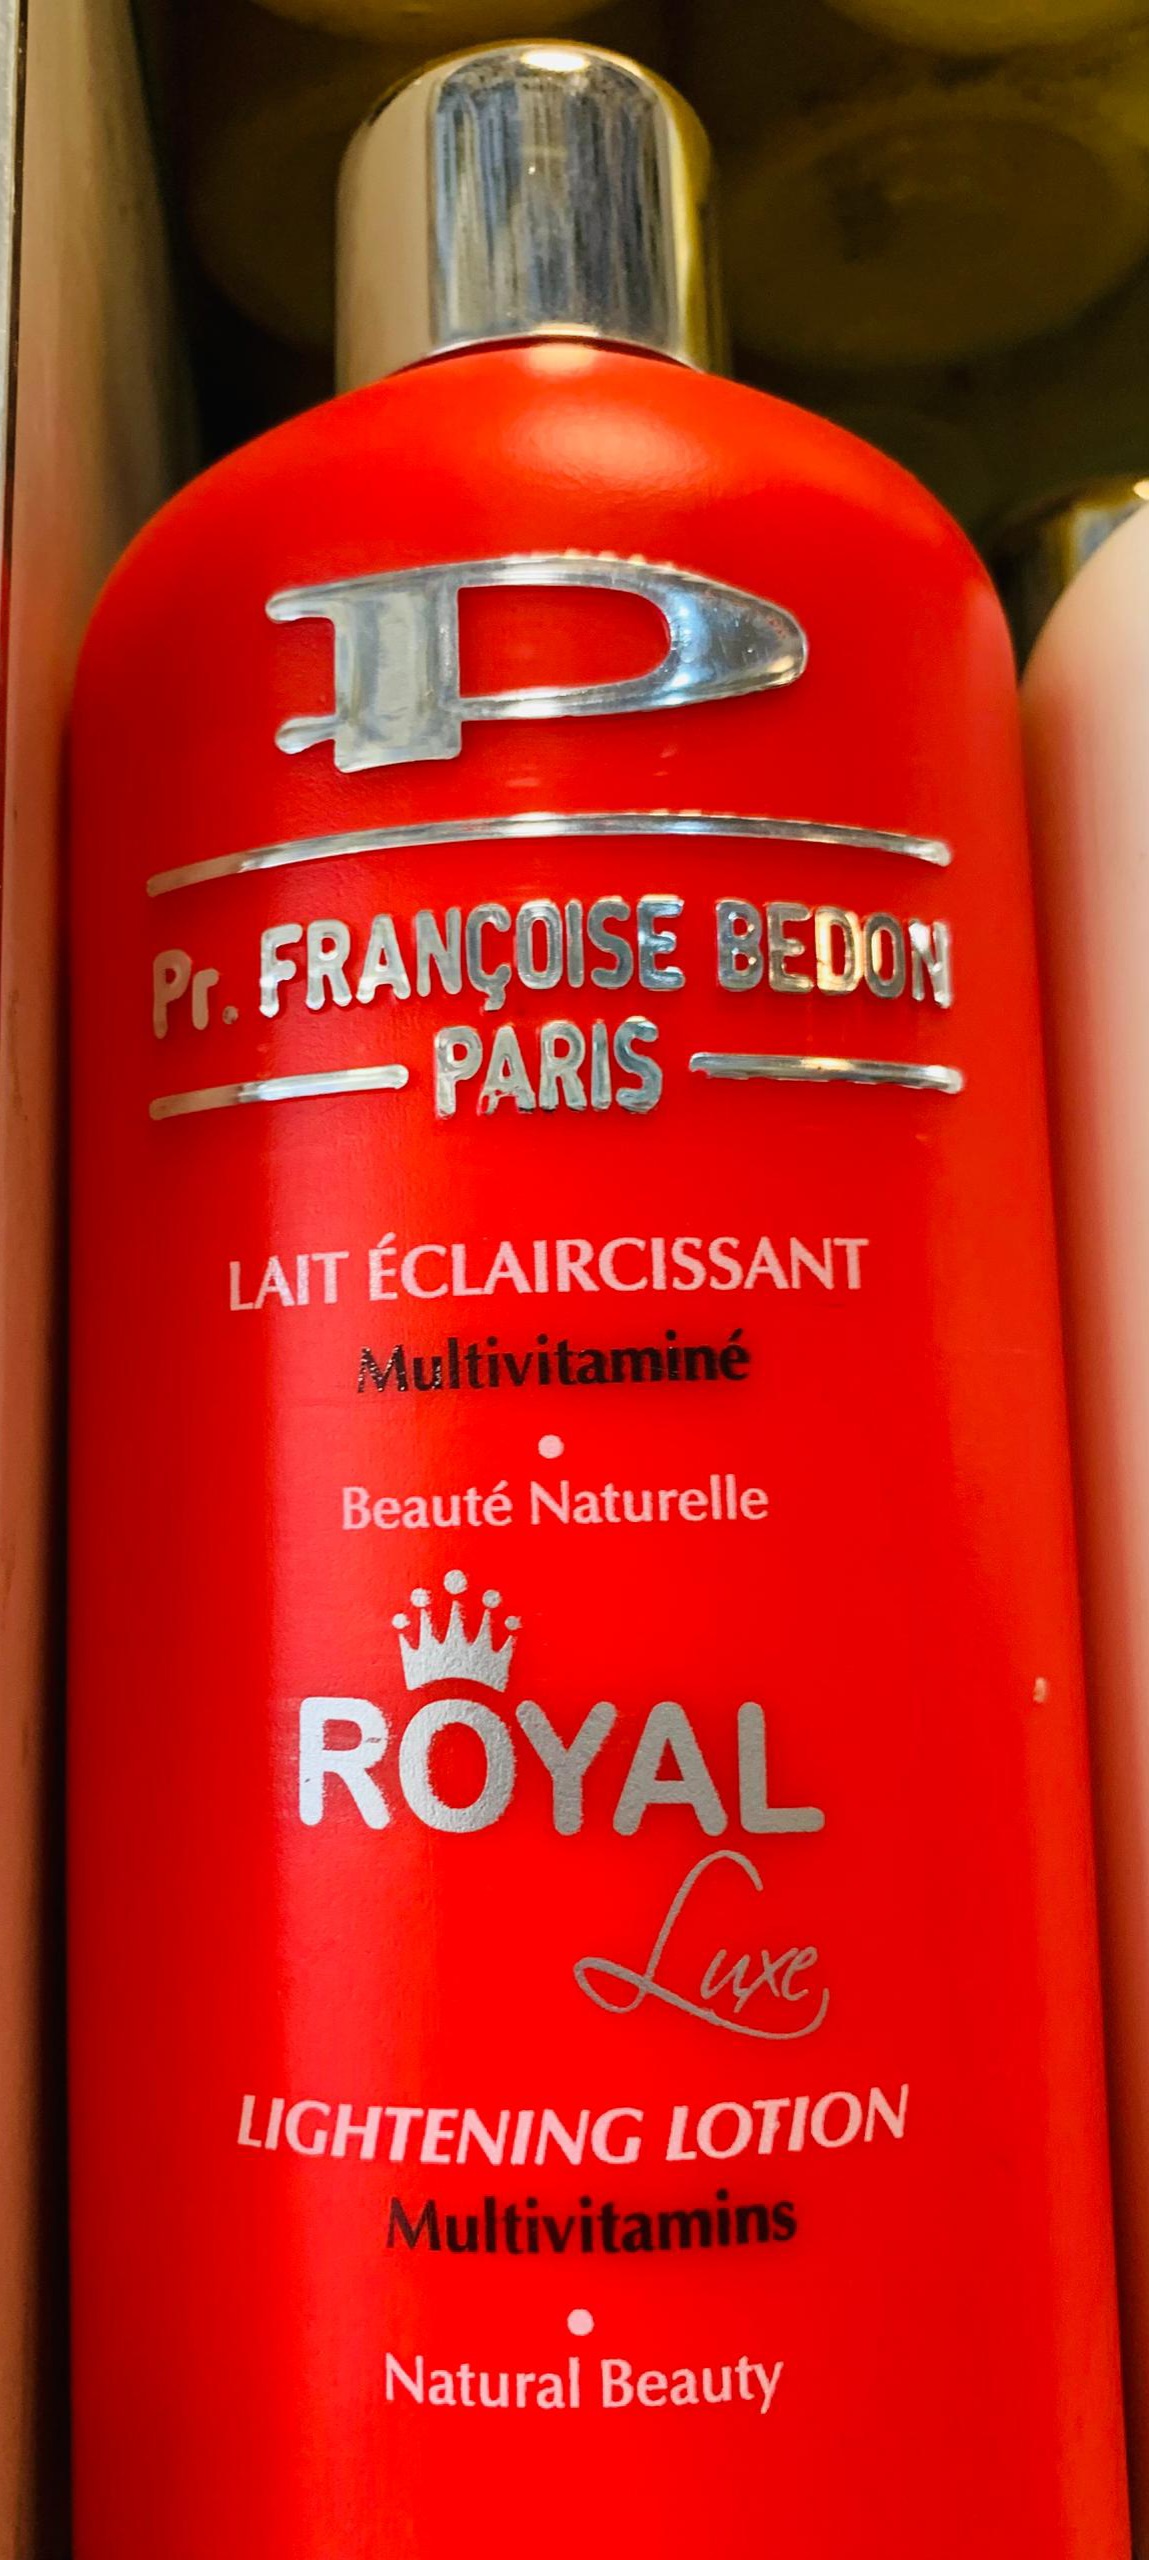 P
Pr. FRANÇOISE BEDON
PARIS
LAIT ÉCLAIRCISSANT
Multivitaminé
Beauté Naturelle
ROYAL
Luxe
LIGHTENING LOTION
Multivitamins
Natural Beauty